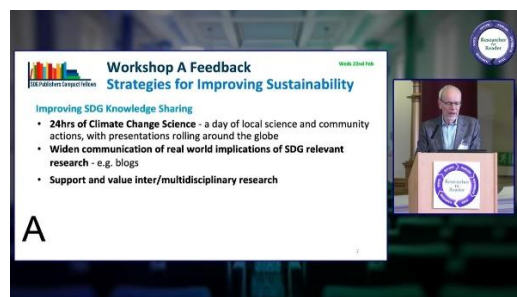 Workshop A Feedback
Weds 23rd Feb
Strategies for Improving Sustainability
SDG Publishers Compact Fellows
Improving SDG Knowledge Sharing
• 24hrs of Climate Change Science - a day of local science and community
actions, with presentations rolling around the globe
• Widen communication of real world implications of SDG relevant
research - e.g. blogs
• Support and value inter/multidisciplinary research
A
Researcher
to
Reader
Researcher
to
Reader